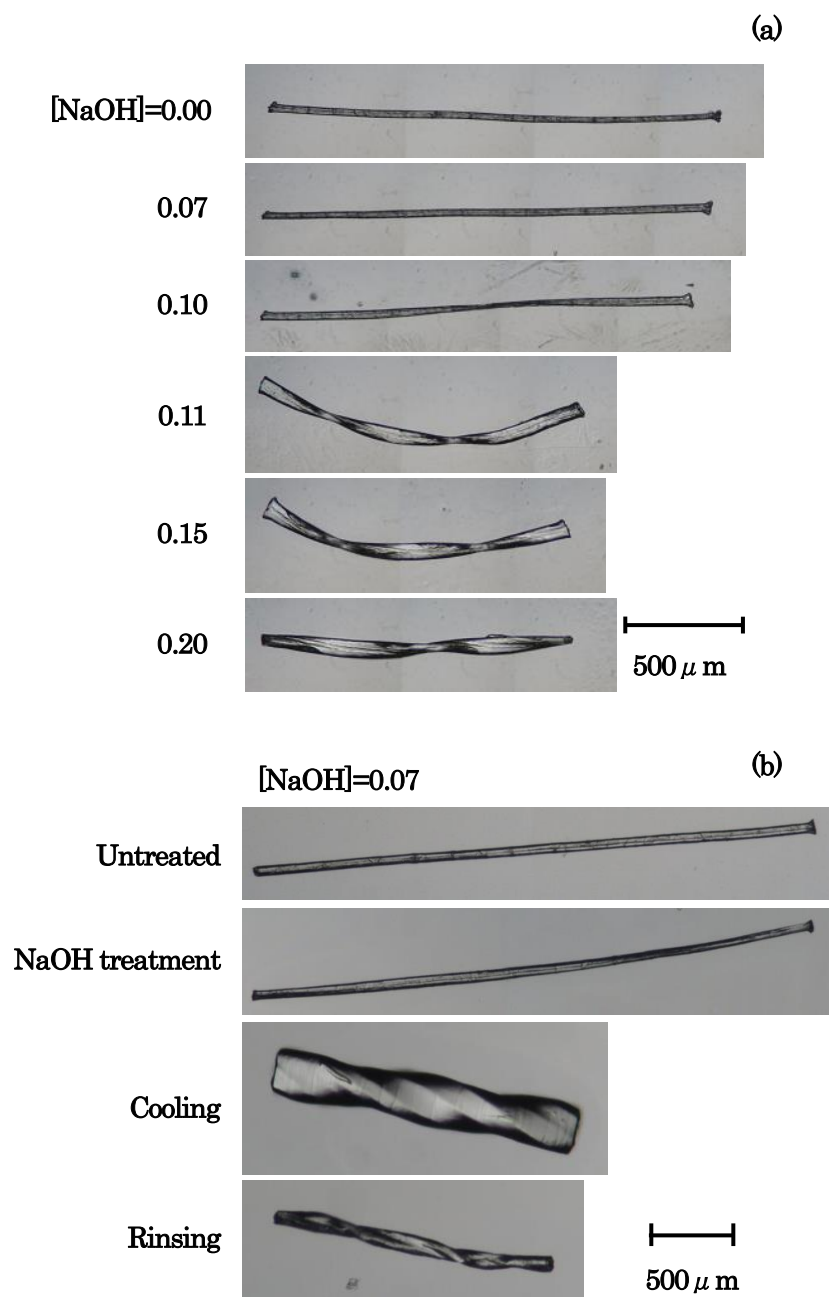 (a)
[NaOH]=0.00
0.07
0.10
0.11
0.15
0.20
500 μ m
(b)
[NaOH]=0.07
Untreated
NaOH treatment
Cooling
Rinsing
500 μ m